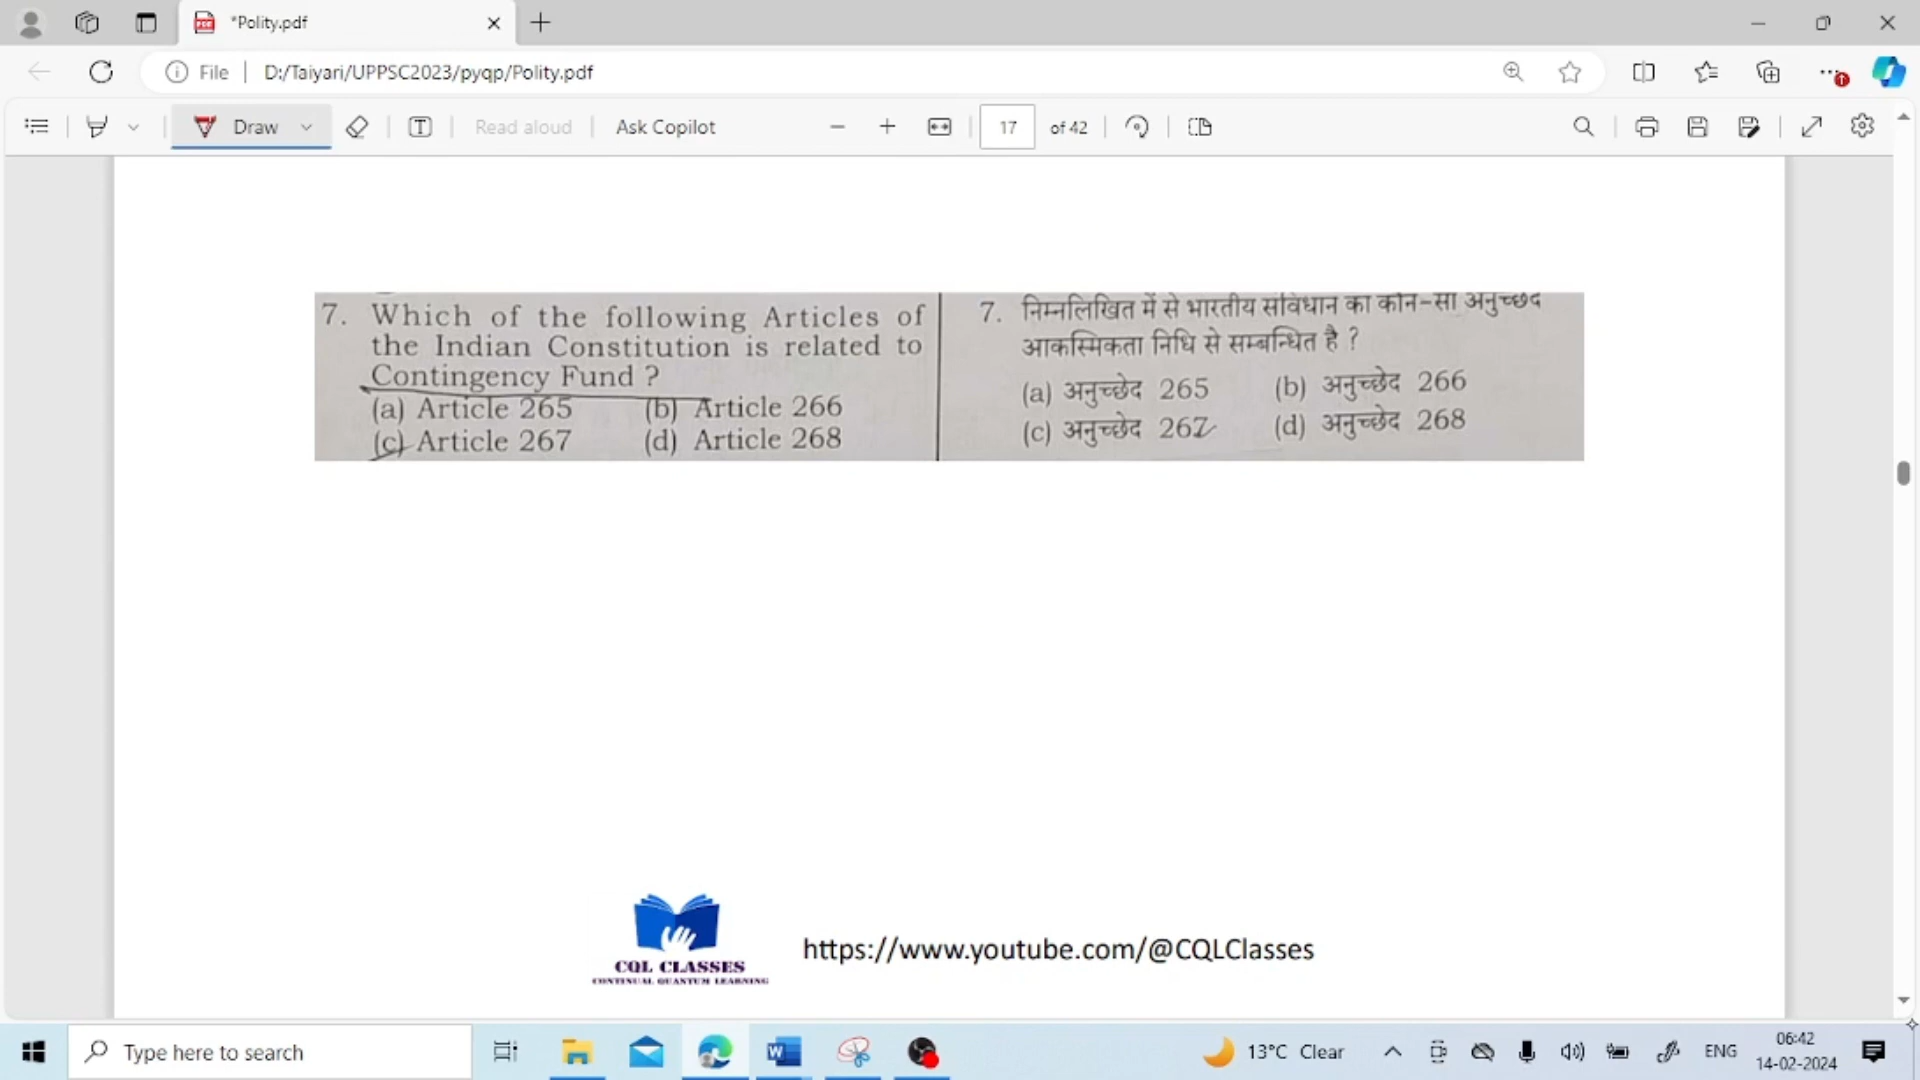 *Polity.pdf
File
D:/Taiyari/UPPSC2023/pyqp/Polity.pdf
Draw
Read aloud
Ask Copilot
17
of 42
7. Which of the following Articles of
the Indian Constitution is related to
Contingency Fund ?
(a) Article 265 (b) Article 266
(c) Article 267 (d) Article 268
7. निम्नलिखित में से भारतीय संविधान का कौन-सा अनुच्छेद
आकस्मिकता निधि से सम्बन्धित है ?
(a) अनुच्छेद 265 (b) अनुच्छेद 266
(c) अनुच्छेद 267 (d) अनुच्छेद 268
CQL CLASSES
CONTINUAL QUANTUM LEARNING
https://www.youtube.com/@CQLClasses
Type here to search
13°C Clear
ENG
06:42
14-02-2024